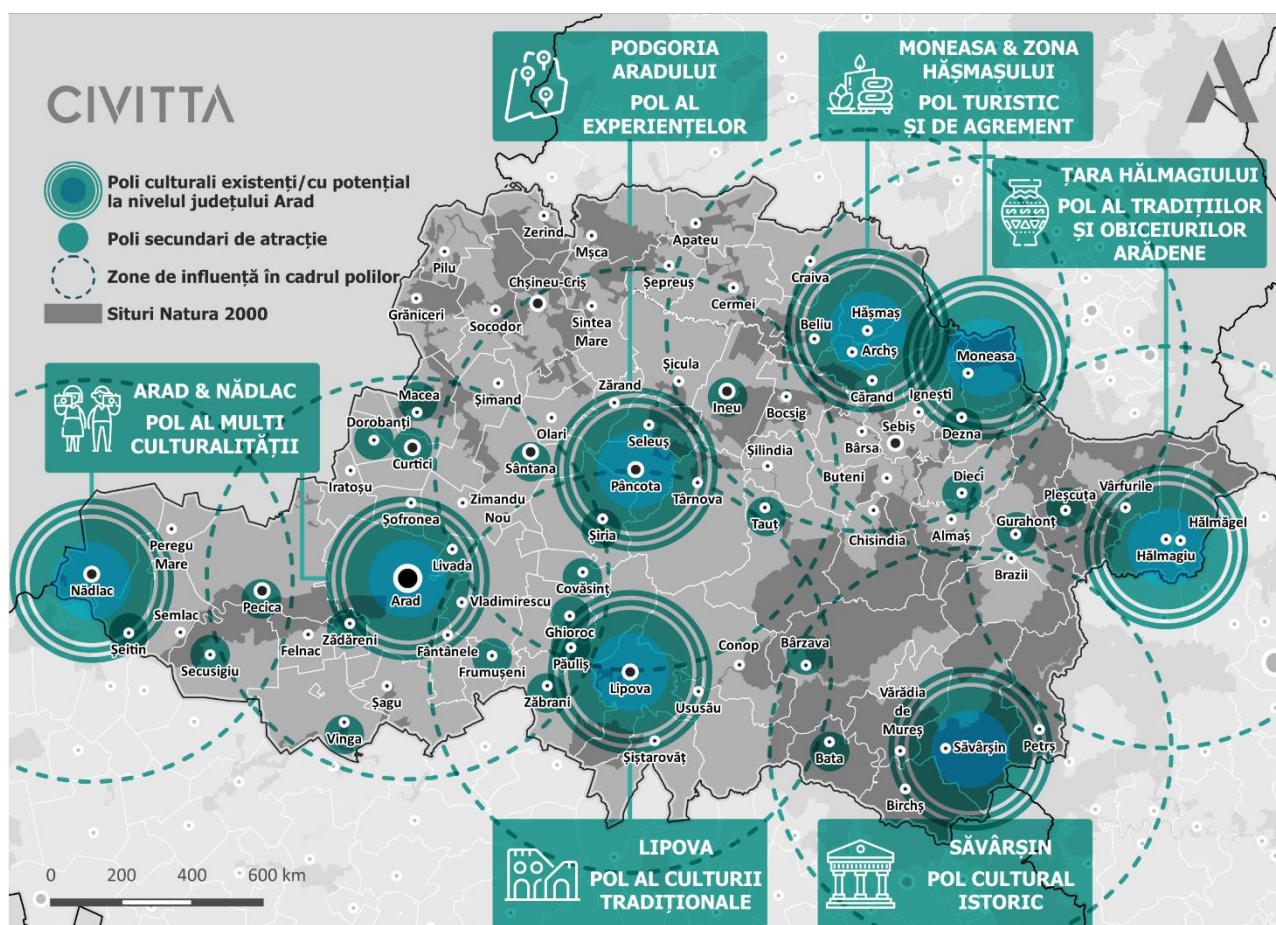 CIVITTA
Poli culturali existenți/cu potențial
la nivelul județului Arad
Poli secundari de atracție
Zone de influență în cadrul polilor
Situri Natura 2000
PODGORIA
ARADULUI
POL AL
EXPERIENȚELOR
MONEASA & ZONA
HĂȘMAȘULUI
POL TURISTIC
ȘI DE AGREMENT
ȚARA HĂLMAGIULUI
POL AL TRADIȚIILOR
ȘI OBICEIURILOR
ARĂDENE
ARAD & NĂDLAC
POL AL MULTI
CULTURALITĂȚII
Zerind
Mșca
Apateu
Pilu
Chșineu-Criș
Șepreuș
Craiva
Cermei
Grăniceri
Socodor
Sintea
Mare
Beliu
Hășmaș
Archș
Moneasa
Șicula
Cărand
Ignești
Macea
Șimand
Zărand
Ineu
Bocsig
Dorobanți
Olari
Seleuș
Sebiș
Dezna
Curtici
Sântana
Bârsa
Iratoșu
Pâncota
Șilindia
Buteni
Dieci
Târnova
Pleșcuța
Vârfurile
Șofronea
Zimandu
Nou
Șiria
Tauț
Chisindia
Almaș
Gurahonț
Hălmăgel
Peregu
Mare
Livada
Hălmagiu
Brazii
Nădlac
Arad
Covăsinț
Pecica
Vladimirescu
Semlac
Ghioroc
Șeitin
Zădăreni
Felnac
Fântânele
Păuliș
Conop
Bârzava
Secusigiu
Frumușeni
Lipova
Șagu
Zăbrani
Ususău
Vărădia
de
Mureș
Vinga
Șiștarovăț
Bata
Săvârșin
Petrș
Birchș
0 200 400 600 km
LIPOVA
POL AL CULTURII
TRADIȚIONALE
SĂVÂRȘIN
POL CULTURAL
ISTORIC